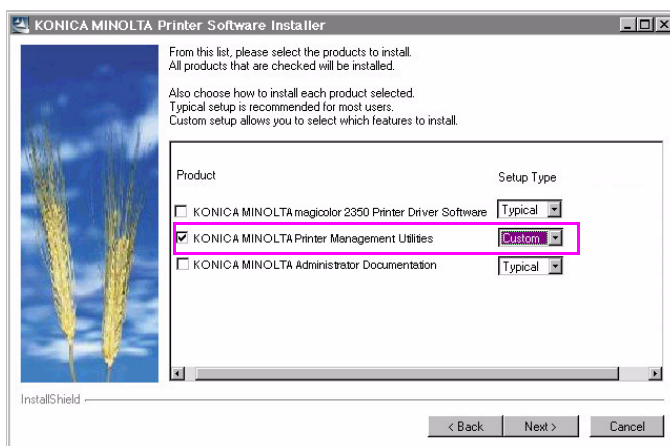 KONICA MINOLTA Printer Software Installer
From this list, please select the products to install.
All products that are checked will be installed.
Also choose how to install each product selected.
Typical setup is recommended for most users.
Custom setup allows you to select which features to install.
Product Setup Type
KONICA MINOLTA magicolor 2350 Printer Driver Software Typical
KONICA MINOLTA Printer Management Utilities Custom
KONICA MINOLTA Administrator Documentation Typical
InstallShield
< Back Next > Cancel